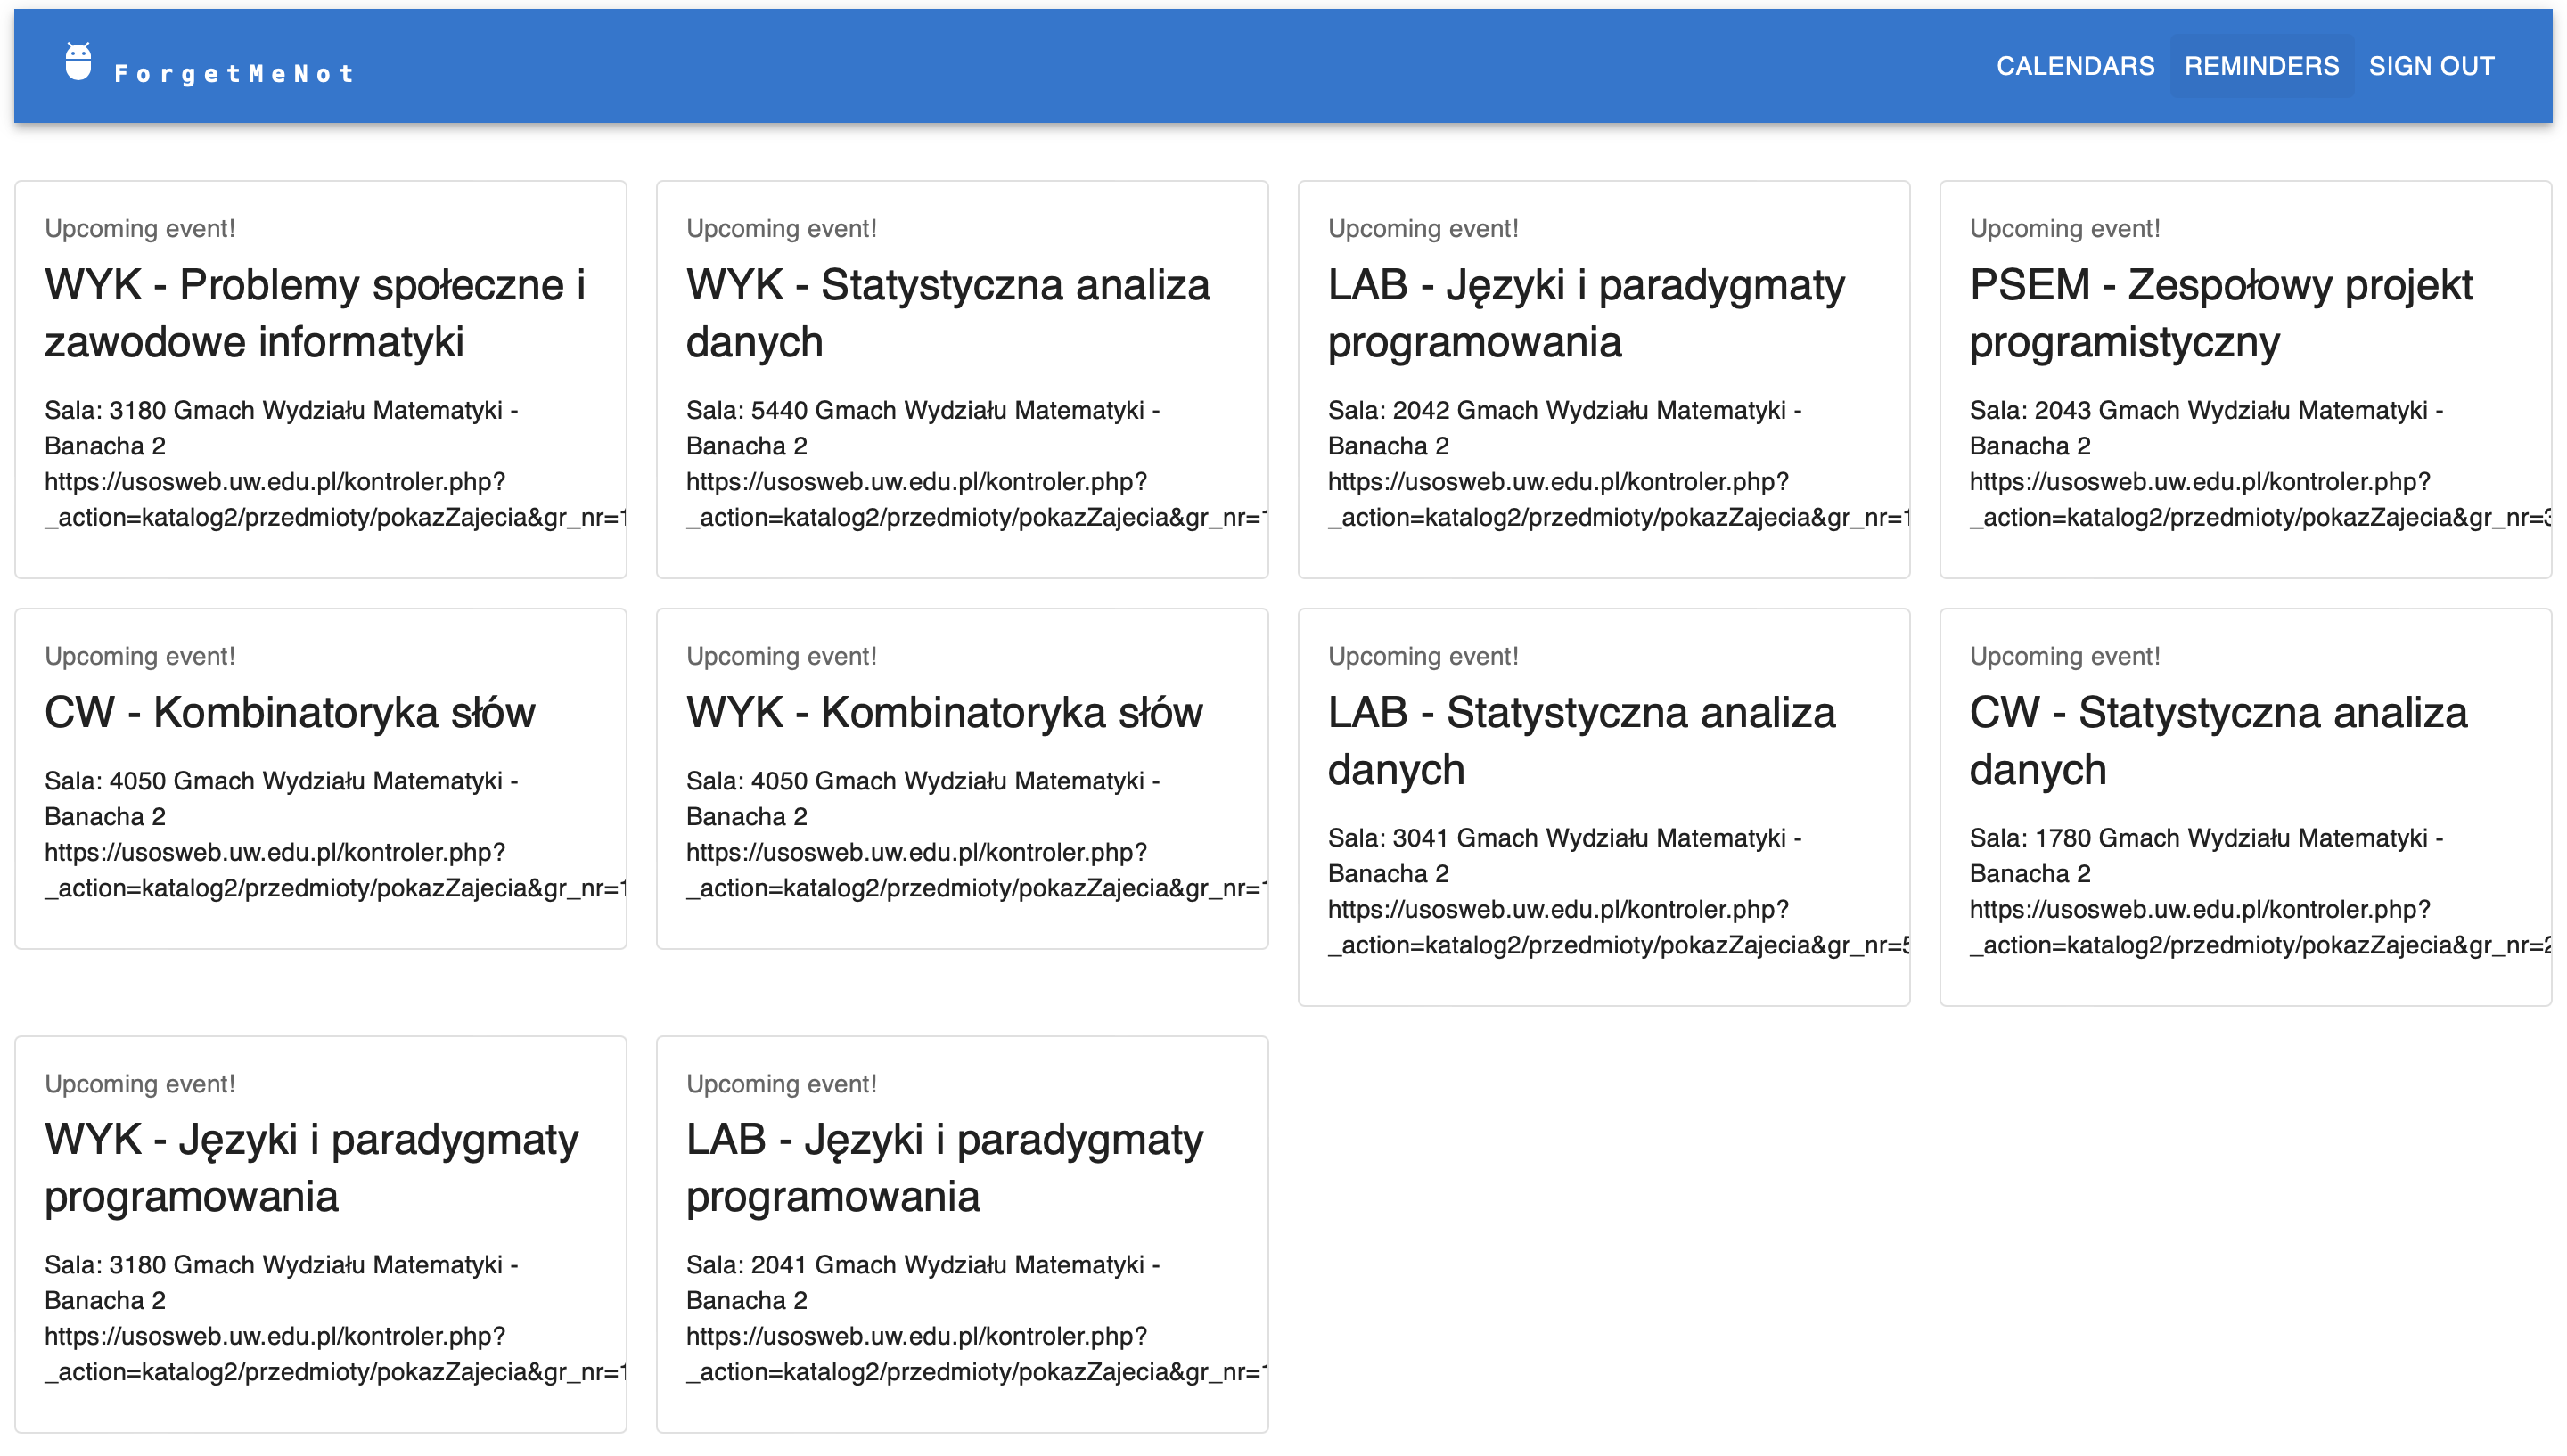 ForgetMeNot
CALENDARS
REMINDERS
SIGN OUT
Upcoming event!
WYK - Problemy społeczne i
zawodowe informatyki
Sala: 3180 Gmach Wydziału Matematyki -
Banacha 2
https://usosweb.uw.edu.pl/kontroler.php?
_action=katalog2/przedmioty/pokazZajecia&gr_nr=1
Upcoming event!
WYK - Statystyczna analiza
danych
Sala: 5440 Gmach Wydziału Matematyki -
Banacha 2
https://usosweb.uw.edu.pl/kontroler.php?
_action=katalog2/przedmioty/pokazZajecia&gr_nr=1
Upcoming event!
LAB - Języki i paradygmaty
programowania
Sala: 2042 Gmach Wydziału Matematyki -
Banacha 2
https://usosweb.uw.edu.pl/kontroler.php?
_action=katalog2/przedmioty/pokazZajecia&gr_nr=1
Upcoming event!
PSEM - Zespołowy projekt
programistyczny
Sala: 2043 Gmach Wydziału Matematyki -
Banacha 2
https://usosweb.uw.edu.pl/kontroler.php?
_action=katalog2/przedmioty/pokazZajecia&gr_nr=3
Upcoming event!
CW - Kombinatoryka słów
Sala: 4050 Gmach Wydziału Matematyki -
Banacha 2
https://usosweb.uw.edu.pl/kontroler.php?
_action=katalog2/przedmioty/pokazZajecia&gr_nr=1
Upcoming event!
WYK - Kombinatoryka słów
Sala: 4050 Gmach Wydziału Matematyki -
Banacha 2
https://usosweb.uw.edu.pl/kontroler.php?
_action=katalog2/przedmioty/pokazZajecia&gr_nr=1
Upcoming event!
LAB - Statystyczna analiza
danych
Sala: 3041 Gmach Wydziału Matematyki -
Banacha 2
https://usosweb.uw.edu.pl/kontroler.php?
_action=katalog2/przedmioty/pokazZajecia&gr_nr=5
Upcoming event!
CW - Statystyczna analiza
danych
Sala: 1780 Gmach Wydziału Matematyki -
Banacha 2
https://usosweb.uw.edu.pl/kontroler.php?
_action=katalog2/przedmioty/pokazZajecia&gr_nr=2
Upcoming event!
WYK - Języki i paradygmaty
programowania
Sala: 3180 Gmach Wydziału Matematyki -
Banacha 2
https://usosweb.uw.edu.pl/kontroler.php?
_action=katalog2/przedmioty/pokazZajecia&gr_nr=1
Upcoming event!
LAB - Języki i paradygmaty
programowania
Sala: 2041 Gmach Wydziału Matematyki -
Banacha 2
https://usosweb.uw.edu.pl/kontroler.php?
_action=katalog2/przedmioty/pokazZajecia&gr_nr=1